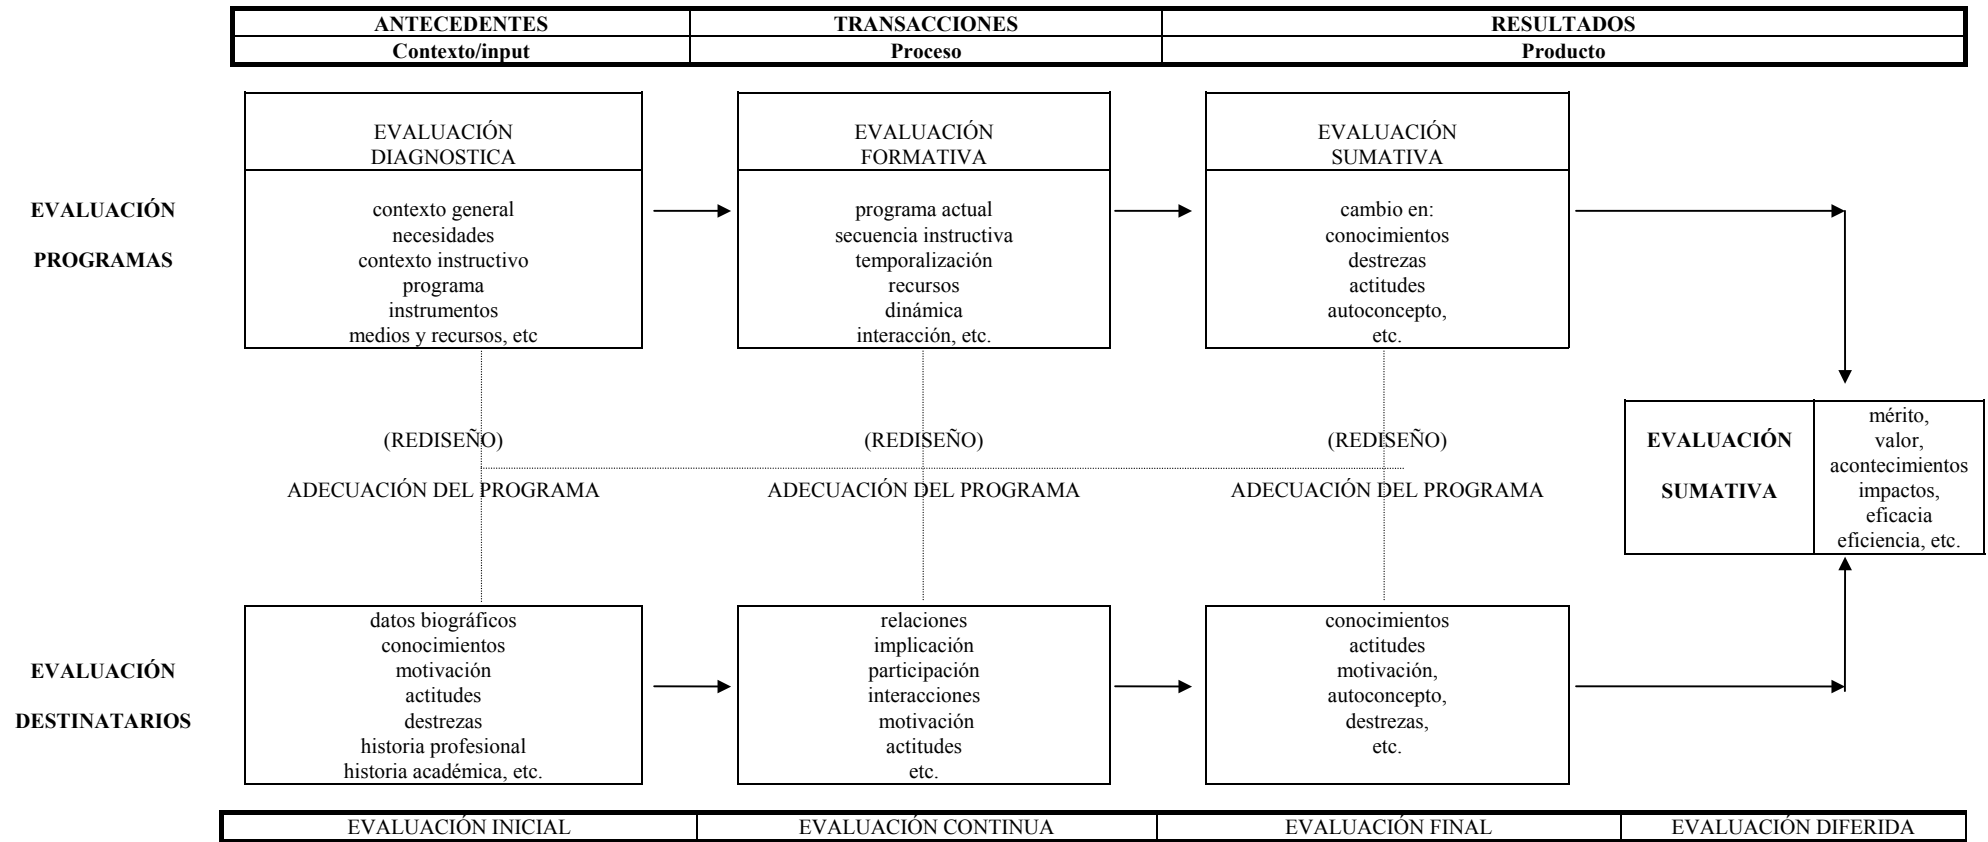 ANTECEDENTES
TRANSACCIONES
RESULTADOS
Contexto/input
Proceso
Producto
EVALUACIÓN
DIAGNOSTICA
EVALUACIÓN
FORMATIVA
EVALUACIÓN
SUMATIVA
EVALUACIÓN
PROGRAMAS
contexto general
necesidades
contexto instructivo
programa
instrumentos
medios y recursos, etc
programa actual
secuencia instructiva
temporalización
recursos
dinámica
interacción, etc.
cambio en:
conocimientos
destrezas
actitudes
autoconcepto,
etc.
(REDISEÑO)
ADECUACIÓN DEL PROGRAMA
(REDISEÑO)
ADECUACIÓN DEL PROGRAMA
(REDISEÑO)
ADECUACIÓN DEL PROGRAMA
EVALUACIÓN
SUMATIVA
mérito,
valor,
acontecimientos
impactos,
eficacia
eficiencia, etc.
EVALUACIÓN
DESTINATARIOS
datos biográficos
conocimientos
motivación
actitudes
destrezas
historia profesional
historia académica, etc.
relaciones
implicación
participación
interacciones
motivación
actitudes
etc.
conocimientos
actitudes
motivación,
autoconcepto,
destrezas,
etc.
EVALUACIÓN INICIAL
EVALUACIÓN CONTINUA
EVALUACIÓN FINAL
EVALUACIÓN DIFERIDA